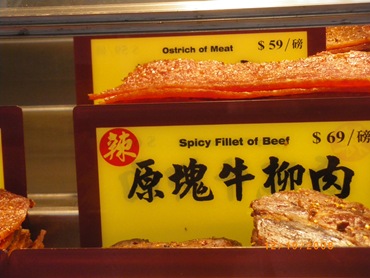 Ostrich of Meat $59/磅
辣 Spicy Fillet of Beef $69/磅
原塊牛柳肉